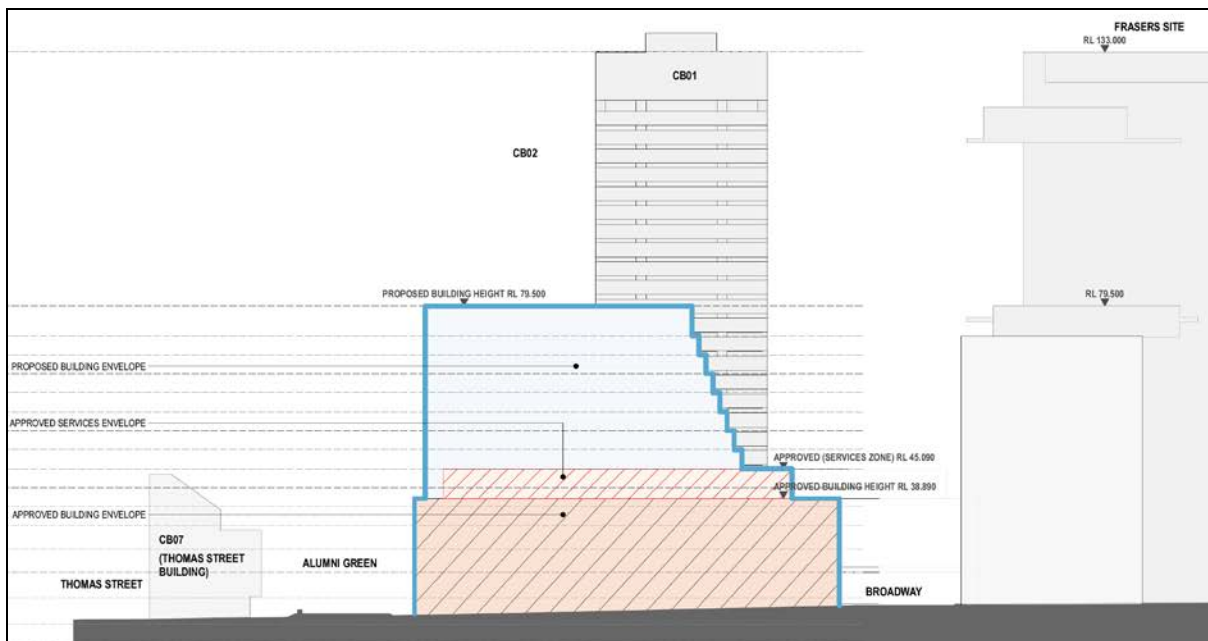 FRASERS SITE
RL 133.000
CB01
CB02
PROPOSED BUILDING HEIGHT RL 79.500
RL 79.500
PROPOSED BUILDING ENVELOPE
APPROVED SERVICES ENVELOPE
APPROVED (SERVICES ZONE) RL 45.090
APPROVED BUILDING HEIGHT RL 38.890
APPROVED BUILDING ENVELOPE
CB07
(THOMAS STREET
BUILDING)
ALUMNI GREEN
THOMAS STREET
BROADWAY